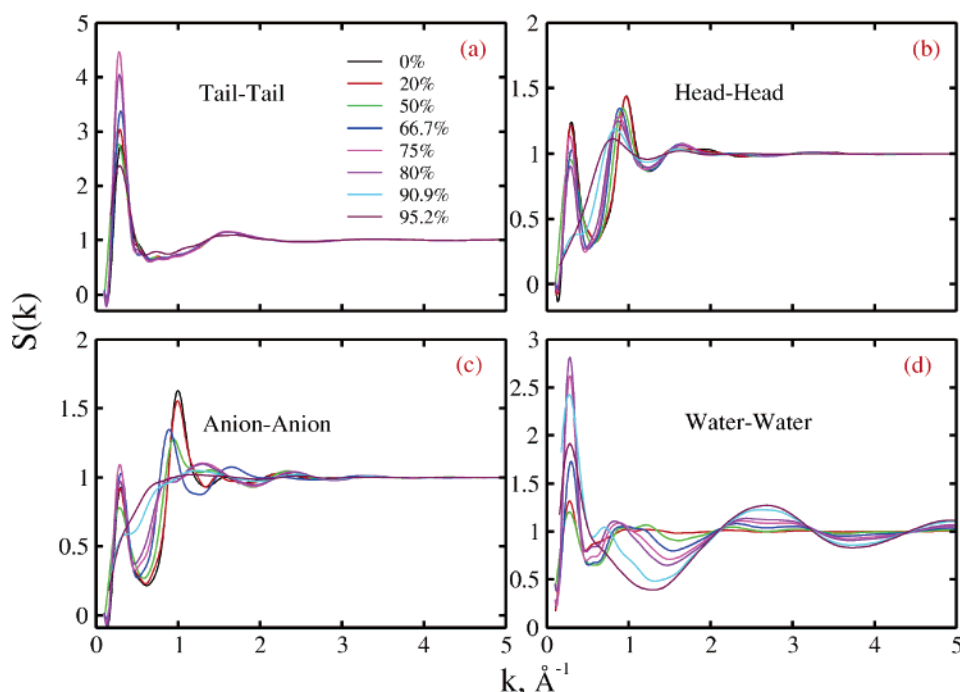 5
4
3
2
1
0
(a)
Tail-Tail
0%
20%
50%
66.7%
75%
80%
90.9%
95.2%
2
1.5
1
0.5
0
(b)
Head-Head
2
1.5
1
0.5
0
(c)
Anion-Anion
0 1 2 3 4 5
3
2.5
2
1.5
1
0.5
0
(d)
Water-Water
0 1 2 3 4 5
S(k)
k, Å⁻¹